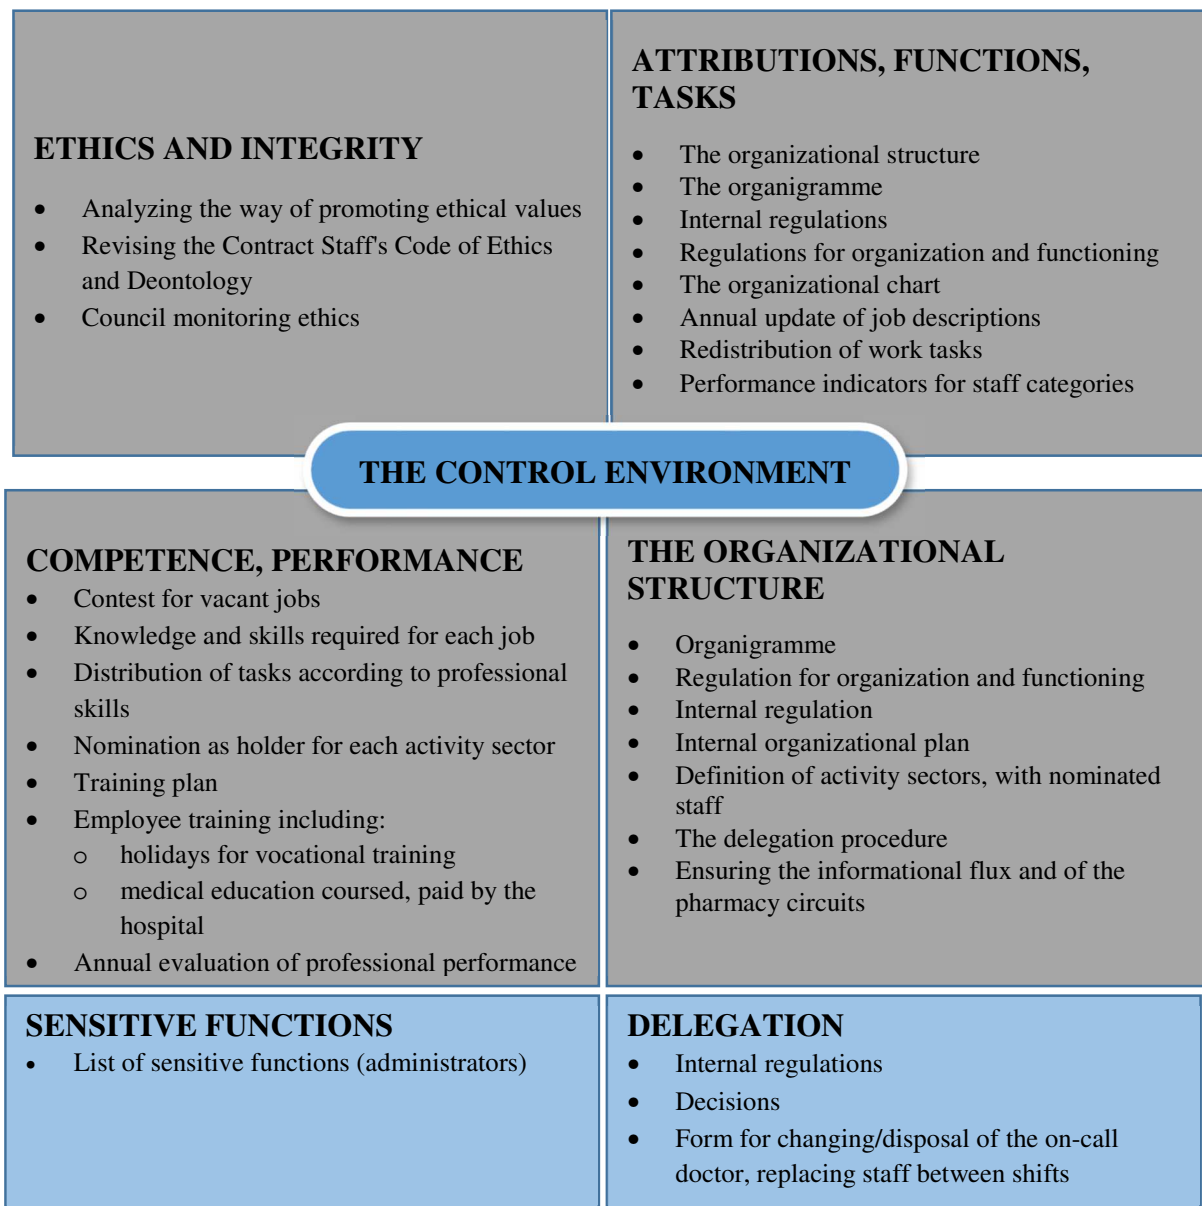 ETHICS AND INTEGRITY
• Analyzing the way of promoting ethical values
• Revising the Contract Staff's Code of Ethics
and Deontology
• Council monitoring ethics
ATTRIBUTIONS, FUNCTIONS,
TASKS
• The organizational structure
• The organigramme
• Internal regulations
• Regulations for organization and functioning
• The organizational chart
• Annual update of job descriptions
• Redistribution of work tasks
• Performance indicators for staff categories
THE CONTROL ENVIRONMENT
COMPETENCE, PERFORMANCE
• Contest for vacant jobs
• Knowledge and skills required for each job
• Distribution of tasks according to professional
skills
• Nomination as holder for each activity sector
• Training plan
• Employee training including:
o holidays for vocational training
o medical education coursed, paid by the
hospital
• Annual evaluation of professional performance
THE ORGANIZATIONAL
STRUCTURE
• Organigramme
• Regulation for organization and functioning
• Internal regulation
• Internal organizational plan
• Definition of activity sectors, with nominated
staff
• The delegation procedure
• Ensuring the informational flux and of the
pharmacy circuits
SENSITIVE FUNCTIONS
• List of sensitive functions (administrators)
DELEGATION
• Internal regulations
• Decisions
• Form for changing/disposal of the on-call
doctor, replacing staff between shifts